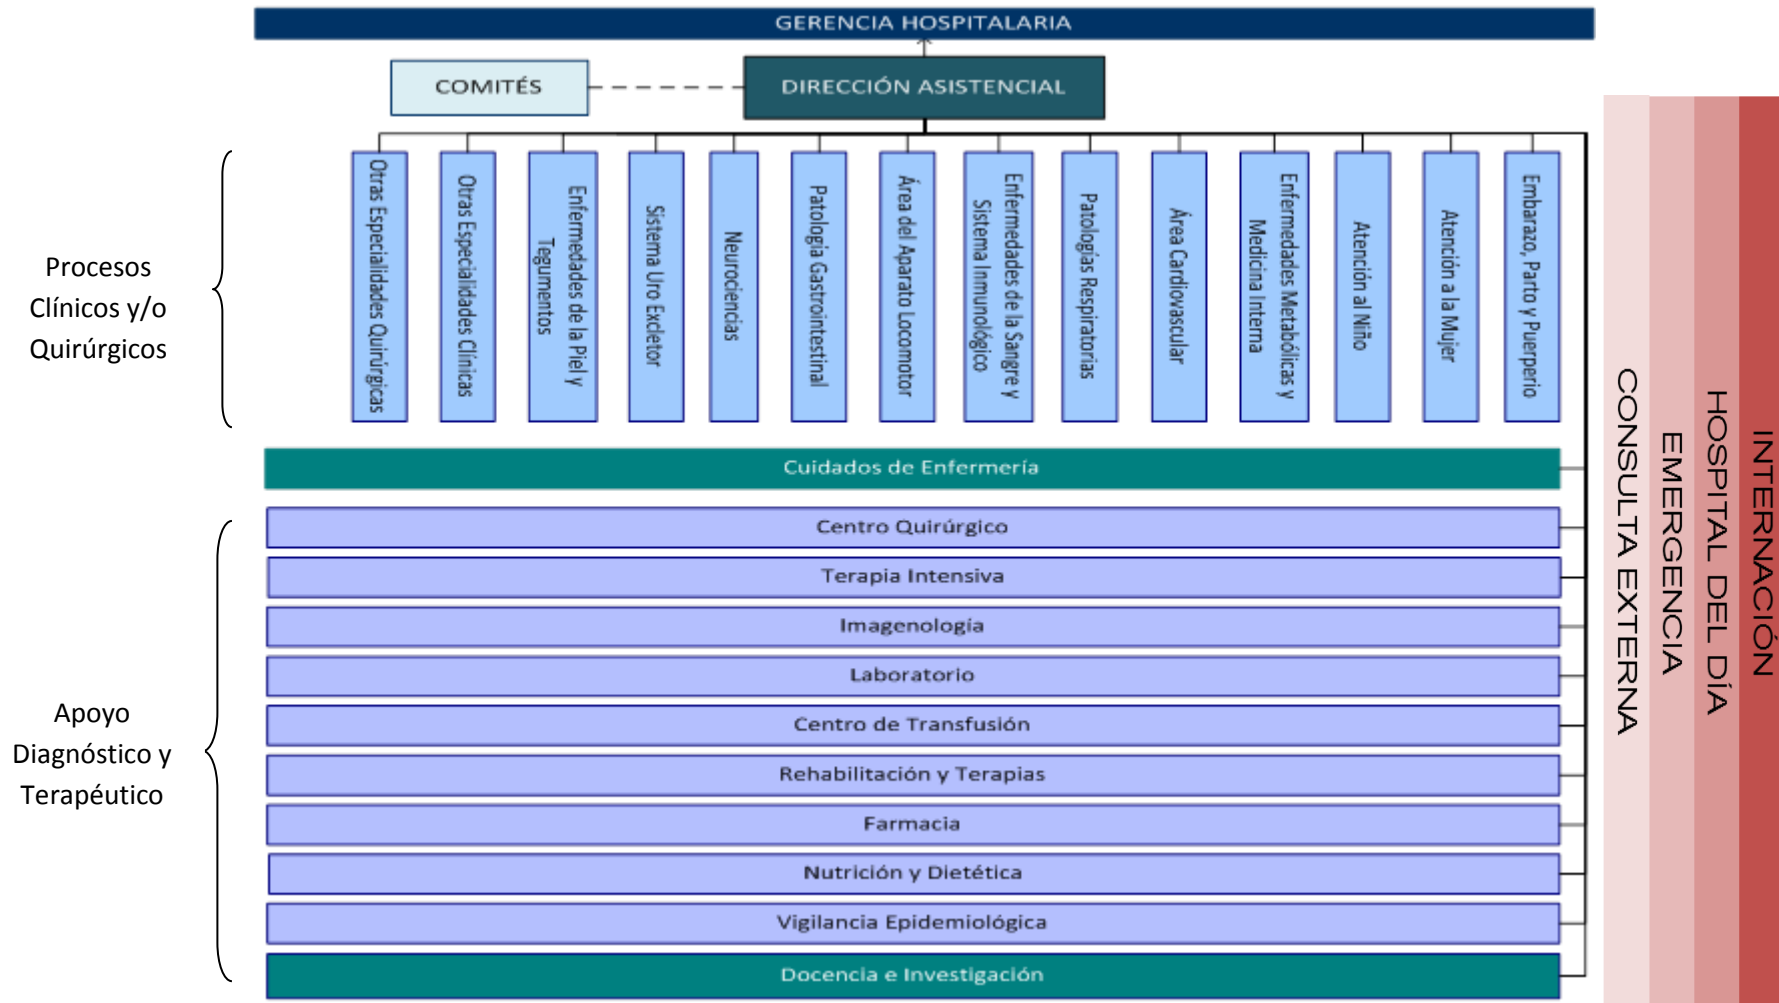 GERENCIA HOSPITALARIA
COMITÉS
DIRECCIÓN ASISTENCIAL
Procesos
Clínicos y/o
Quirúrgicos
Otras Especialidades Quirúrgicas
Otras Especialidades Clínicas
Enfermedades de la Piel y
Tegumentos
Sistema Uro Excletor
Neurociencias
Patología Gastrointestinal
Área del Aparato Locomotor
Enfermedades de la Sangre y
Sistema Inmunológico
Patologías Respiratorias
Área Cardiovascular
Enfermedades Metabólicas y
Medicina Interna
Atención al Niño
Atención a la Mujer
Embarazo, Parto y Puerperio
Cuidados de Enfermería
Apoyo
Diagnóstico y
Terapéutico
Centro Quirúrgico
Terapia Intensiva
Imagenología
Laboratorio
Centro de Transfusión
Rehabilitación y Terapias
Farmacia
Nutrición y Dietética
Vigilancia Epidemiológica
Docencia e Investigación
CONSULTA EXTERNA
EMERGENCIA
HOSPITAL DEL DÍA
INTERNACIÓN